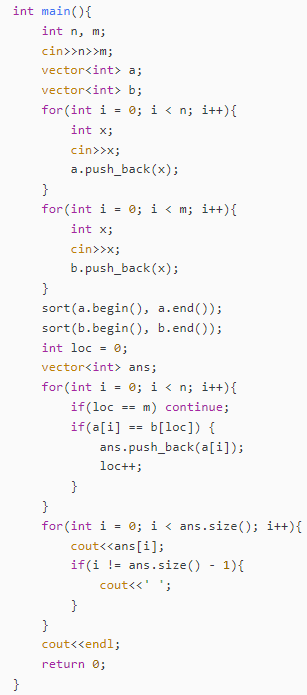 int main(){
    int n, m;
    cin>>n>>m;
    vector<int> a;
    vector<int> b;
    for(int i = 0; i < n; i++){
        int x;
        cin>>x;
        a.push_back(x);
    }
    for(int i = 0; i < m; i++){
        int x;
        cin>>x;
        b.push_back(x);
    }
    sort(a.begin(), a.end());
    sort(b.begin(), b.end());
    int loc = 0;
    vector<int> ans;
    for(int i = 0; i < n; i++){
        if(loc == m) continue;
        if(a[i] == b[loc]) {
            ans.push_back(a[i]);
            loc++;
        }
    }
    for(int i = 0; i < ans.size(); i++){
        cout<<ans[i];
        if(i != ans.size() - 1){
            cout<<' ';
        }
    }
    cout<<endl;
    return 0;
}